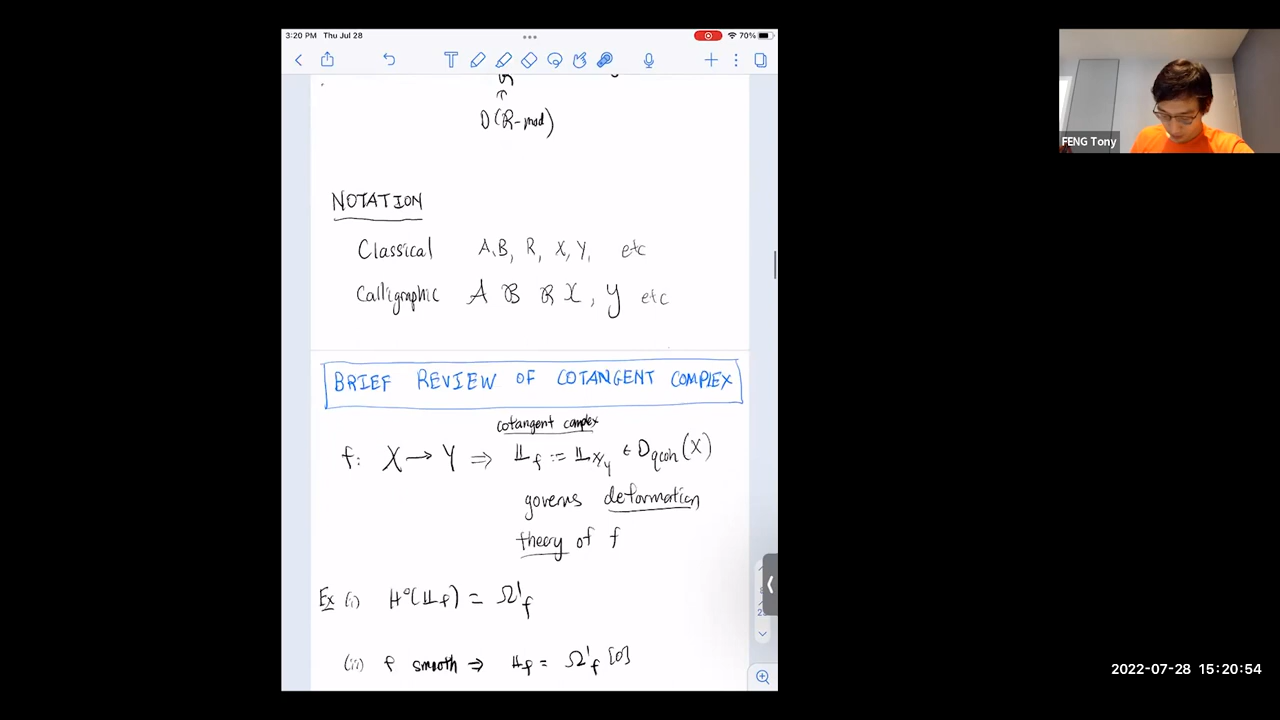 3:20 PM Thu Jul 28
70%
D(R-mod)
NOTATION
Classical A, B, R, X, Y, etc
Calligraphic A B R X, Y etc
BRIEF REVIEW OF COTANGENT COMPLEX
cotangent complex
f: X → Y ⇒ 𝕃_f := 𝕃_{X/Y} ∈ D_{qcoh}(X)
governs deformation
theory of f
Ex (i) H⁰(𝕃_f) = Ω¹_f
(ii) f smooth ⇒ 𝕃_f = Ω¹_f [0]
FENG Tony
2022-07-28 15:20:54